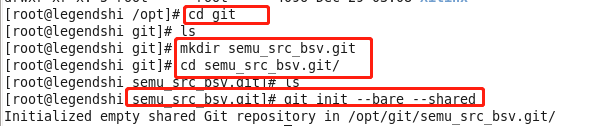 [root@legendshi /opt]# cd git
[root@legendshi git]# ls
[root@legendshi git]# mkdir semu_src_bsv.git
[root@legendshi git]# cd semu_src_bsv.git/
[root@legendshi semu_src_bsv.git]# ls
[root@legendshi semu_src_bsv.git]# git init --bare --shared
Initialized empty shared Git repository in /opt/git/semu_src_bsv.git/